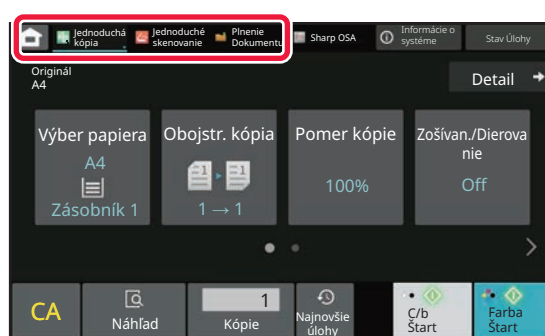 Jednoduchá
kópia
Jednoduché
skenovanie
Plnenie
Dokumentu
Sharp OSA
Informácie o
systéme
Stav Úlohy
Originál
A4
Detail
Výber papiera
A4
Zásobník 1
Obojstr. kópia
1 1
1 → 1
Pomer kópie
100%
Zošívan./Dierova
nie
Off
CA
Náhľad
1
Kópie
Najnovšie
úlohy
C/b
Štart
Farba
Štart